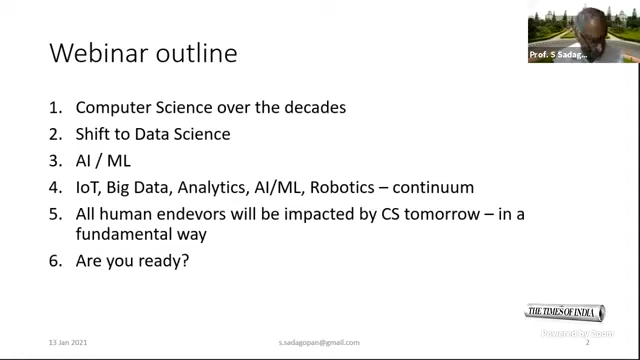 Webinar outline
Prof. S Sadag...
1. Computer Science over the decades
2. Shift to Data Science
3. AI / ML
4. IoT, Big Data, Analytics, AI/ML, Robotics – continuum
5. All human endevors will be impacted by CS tomorrow – in a
fundamental way
6. Are you ready?
THE TIMES OF INDIA
Powered by Zoom
13 Jan 2021
s.sadagopan@gmail.com
2